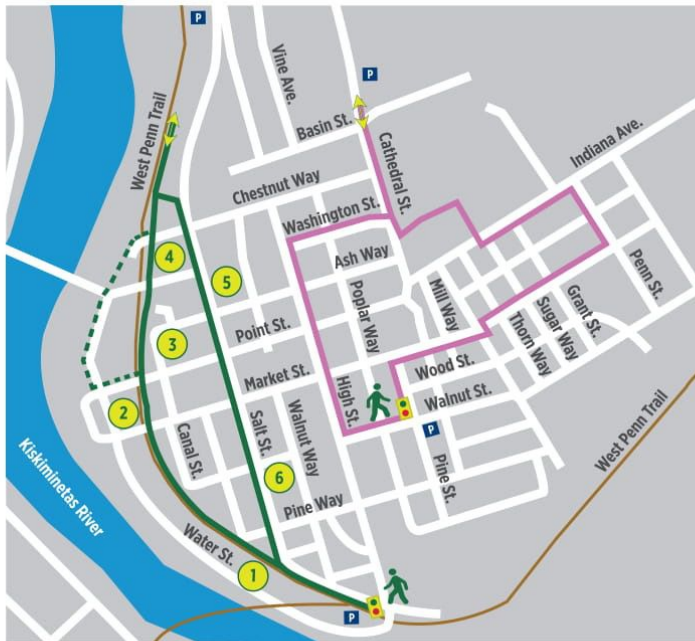 P
P
Vine Ave.
West Penn Trail
Basin St.
Cathedral St.
Indiana Ave.
Chestnut Way
Washington St.
4
Ash Way
5
Poplar Way
Mill Way
Penn St.
Grant St.
Sugar Way
Thorn Way
Point St.
3
Market St.
Wood St.
High St.
Walnut St.
2
P
Canal St.
Salt St.
Walnut Way
6
Pine St.
West Penn Trail
Pine Way
Kiskiminetas River
Water St.
1
P